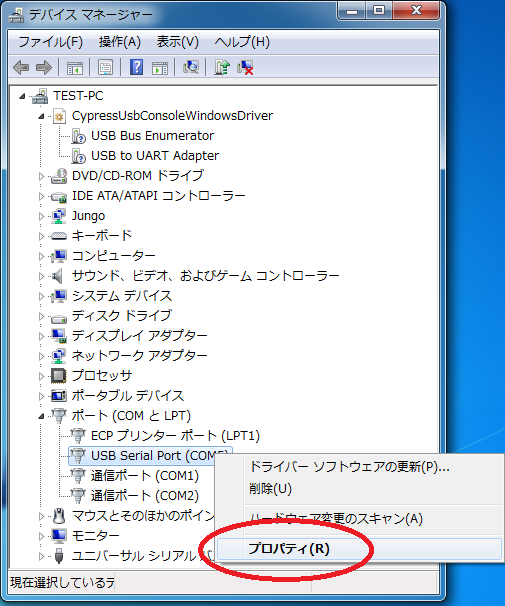 デバイス マネージャー
ファイル(F) 操作(A) 表示(V) ヘルプ(H)
TEST-PC
CypressUsbConsoleWindowsDriver
USB Bus Enumerator
USB to UART Adapter
DVD/CD-ROM ドライブ
IDE ATA/ATAPI コントローラー
Jungo
キーボード
コンピューター
サウンド、ビデオ、およびゲーム コントローラー
システム デバイス
ディスク ドライブ
ディスプレイ アダプター
ネットワーク アダプター
プロセッサ
ポータブル デバイス
ポート (COM と LPT)
ECP プリンター ポート (LPT1)
USB Serial Port (COM
通信ポート (COM1)
通信ポート (COM2)
マウスとそのほかのポイン
モニター
ユニバーサル シリアル バ
ドライバー ソフトウェアの更新(P)...
削除(U)
ハードウェア変更のスキャン(A)
プロパティ(R)
現在選択しているデ